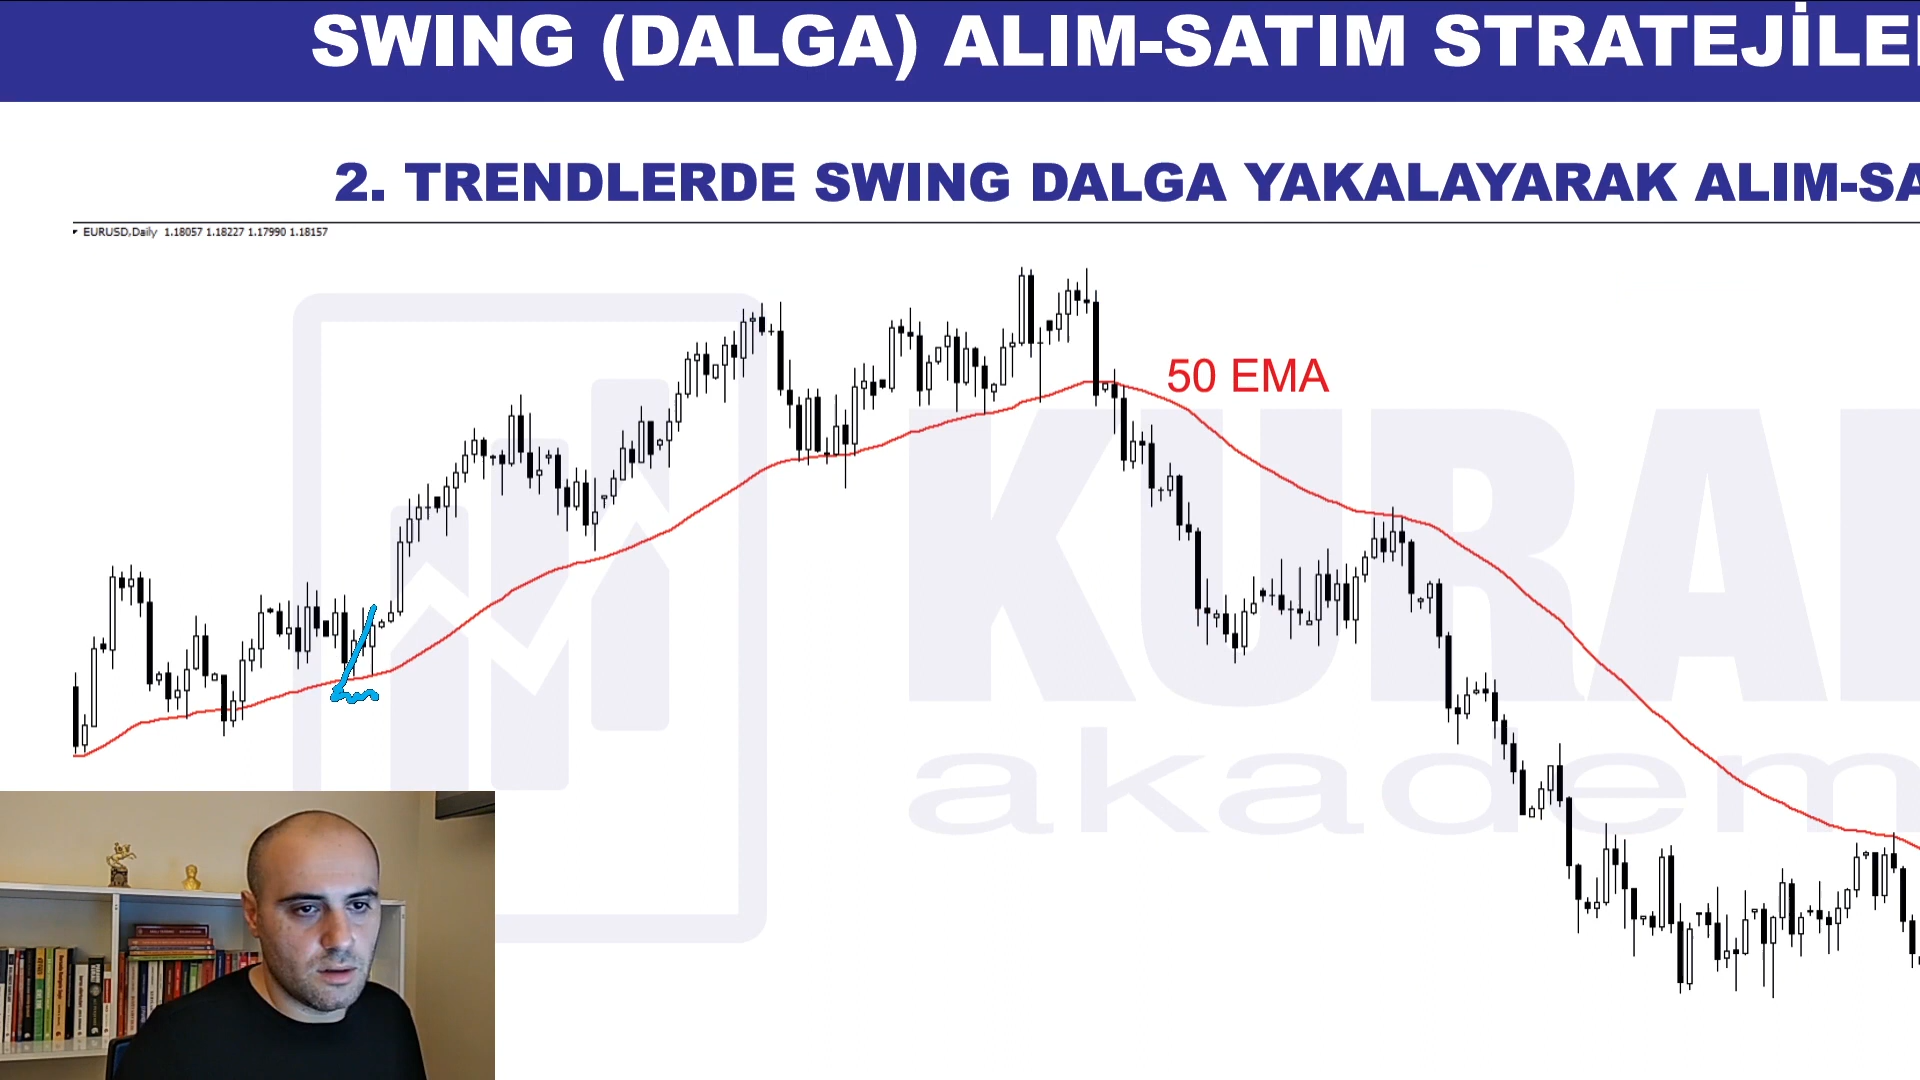 SWING (DALGA) ALIM-SATIM STRATEJİLE
2. TRENDLERDE SWING DALGA YAKALAYARAK ALIM-SA
EURUSD,Daily 1.18057 1.18227 1.17990 1.18157
50 EMA
KURA
akadem